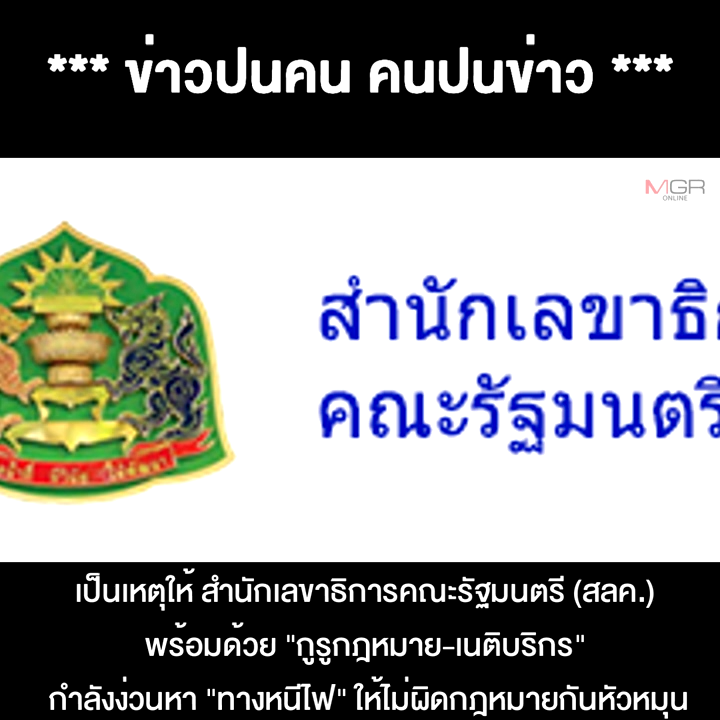 *** ข่าวปนคน คนปนข่าว ***
MGR
ONLINE
สำนักเลขาธิก
คณะรัฐมนตรี
เป็นเหตุให้ สำนักเลขาธิการคณะรัฐมนตรี (สลค.)
พร้อมด้วย "กูรูกฎหมาย-เนติบริกร"
กำลังง่วนหา "ทางหนีไฟ" ให้ไม่ผิดกฎหมายกันหัวหมุน